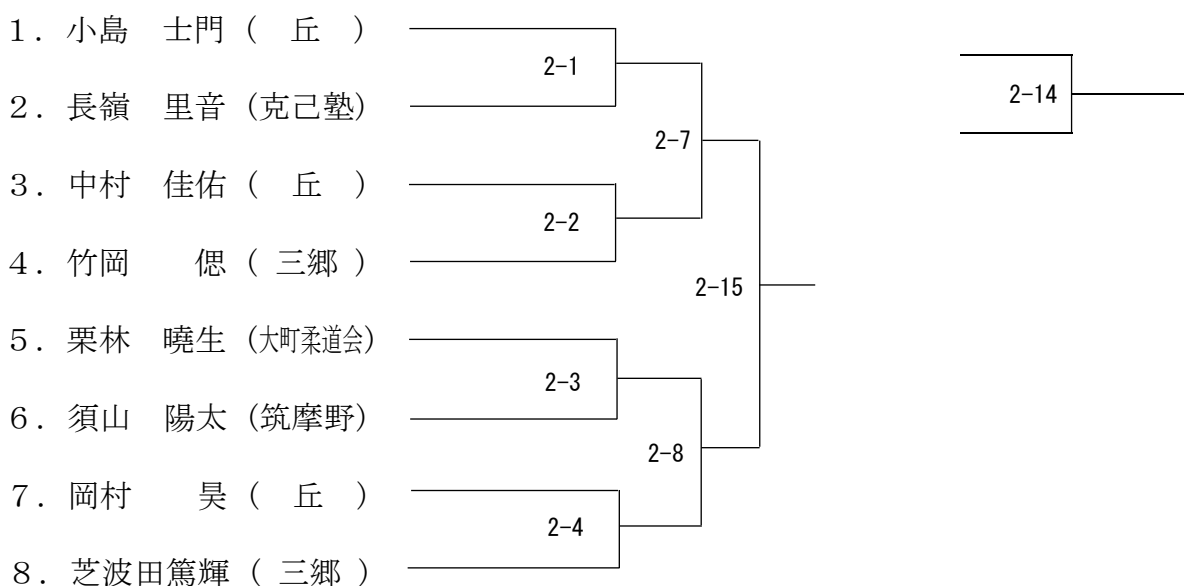 1．小島　士門（　丘　）
2-1
2．長嶺　里音（克己塾）
2-7
3．中村　佳佑（　丘　）
2-2
4．竹岡　　偲（ 三郷 ）
2-15
5．栗林　曉生（大町柔道会）
2-3
6．須山　陽太（筑摩野）
2-8
7．岡村　　昊（　丘　）
2-4
8．芝波田篤輝（ 三郷 ）
2-14